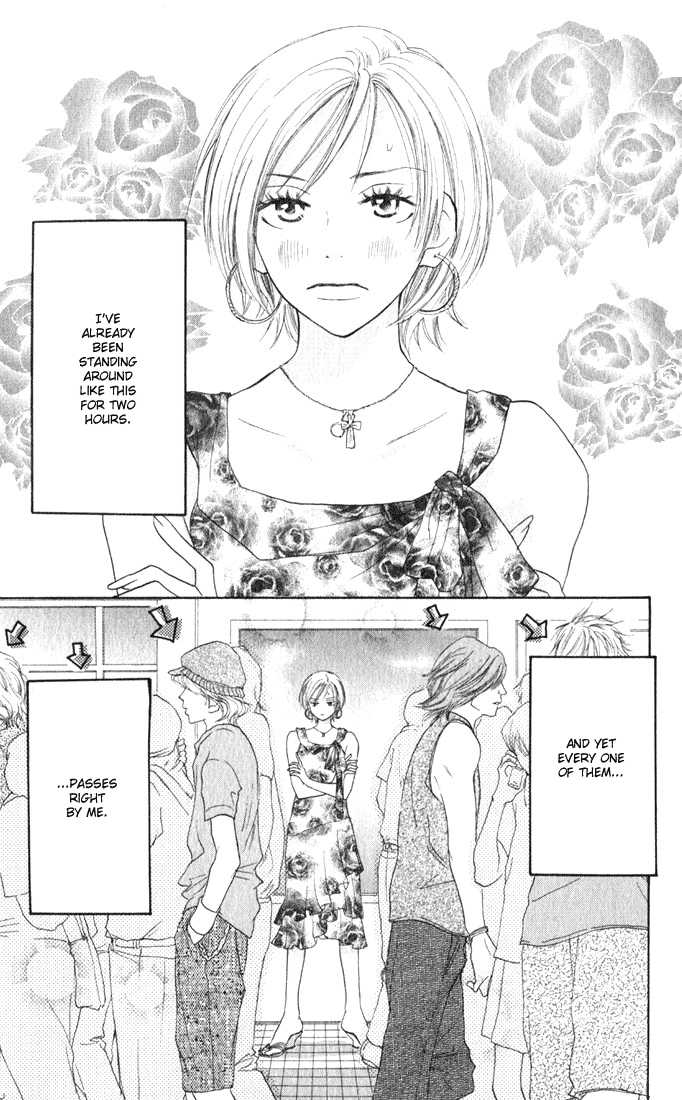 I'VE
ALREADY
BEEN
STANDING
AROUND
LIKE THIS
FOR TWO
HOURS.
AND YET
EVERY ONE
OF THEM...
...PASSES
RIGHT
BY ME.